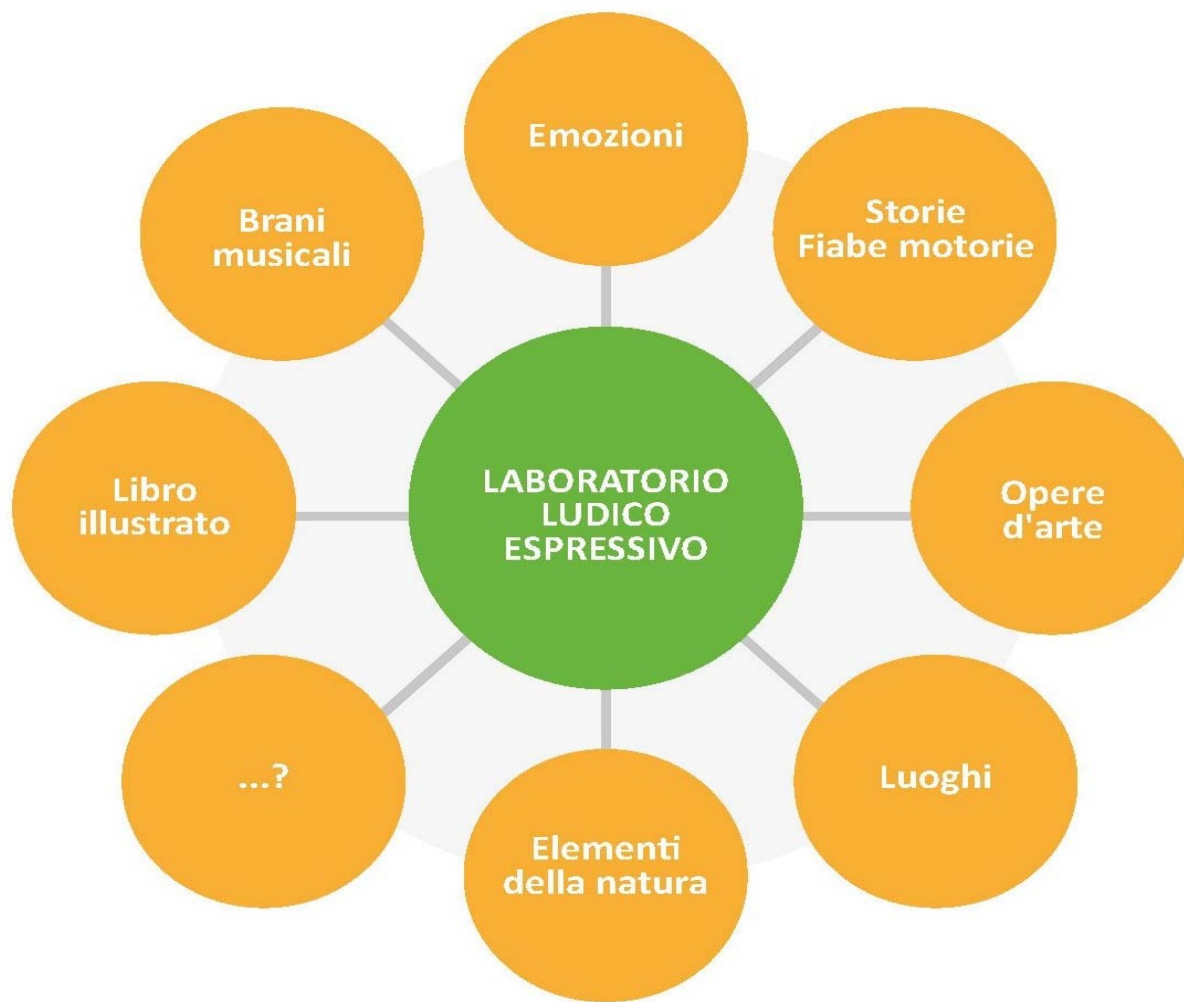 Emozioni
Storie
Fiabe motorie
Opere
d'arte
Luoghi
Elementi
della natura
...?
Libro
illustrato
Brani
musicali
LABORATORIO
LUDICO
ESPRESSIVO